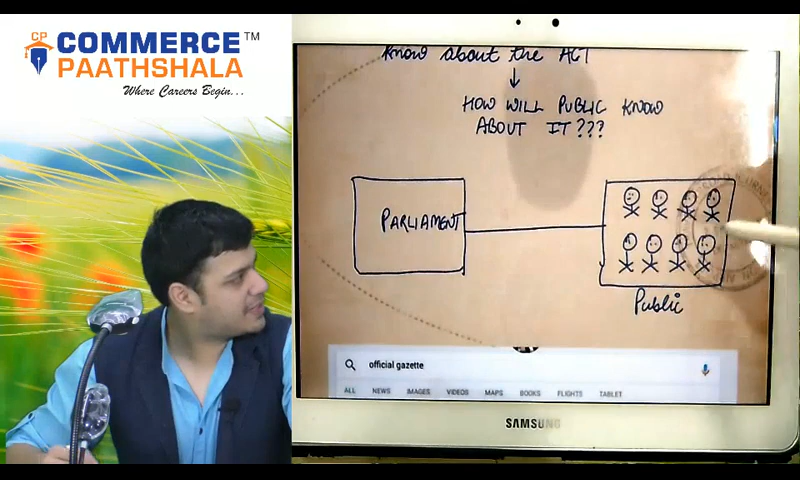 CP
COMMERCE™
PAATHSHALA
Where Careers Begin...
Know about the ACT
HOW WILL PUBLIC KNOW
ABOUT IT???
PARLIAMENT
Public
official gazette
ALL NEWS IMAGES VIDEOS MAPS BOOKS FLIGHTS TABLET
SAMSUNG